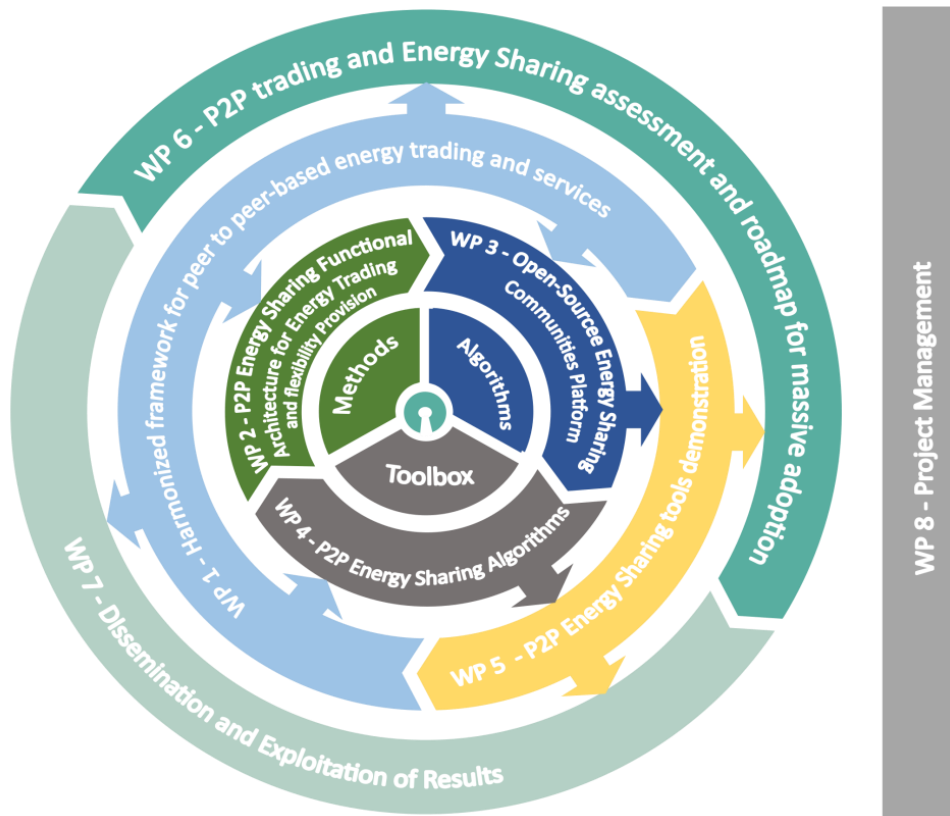 WP 6 - P2P trading and Energy Sharing assessment and roadmap for massive adoption
WP 1 - Harmonized framework for peer to peer-based energy trading and services
WP 2 - P2P Energy Sharing Functional
Architecture for Energy Trading
and flexibility Provision
WP 3 - Open-Sourcee Energy Sharing
Communities Platform
Methods
Algorithms
Toolbox
WP 4 - P2P Energy Sharing Algorithms
WP 5 - P2P Energy Sharing tools demonstration
WP 7 - DIssemination and Exploitation of Results
WP 8 - Project Management